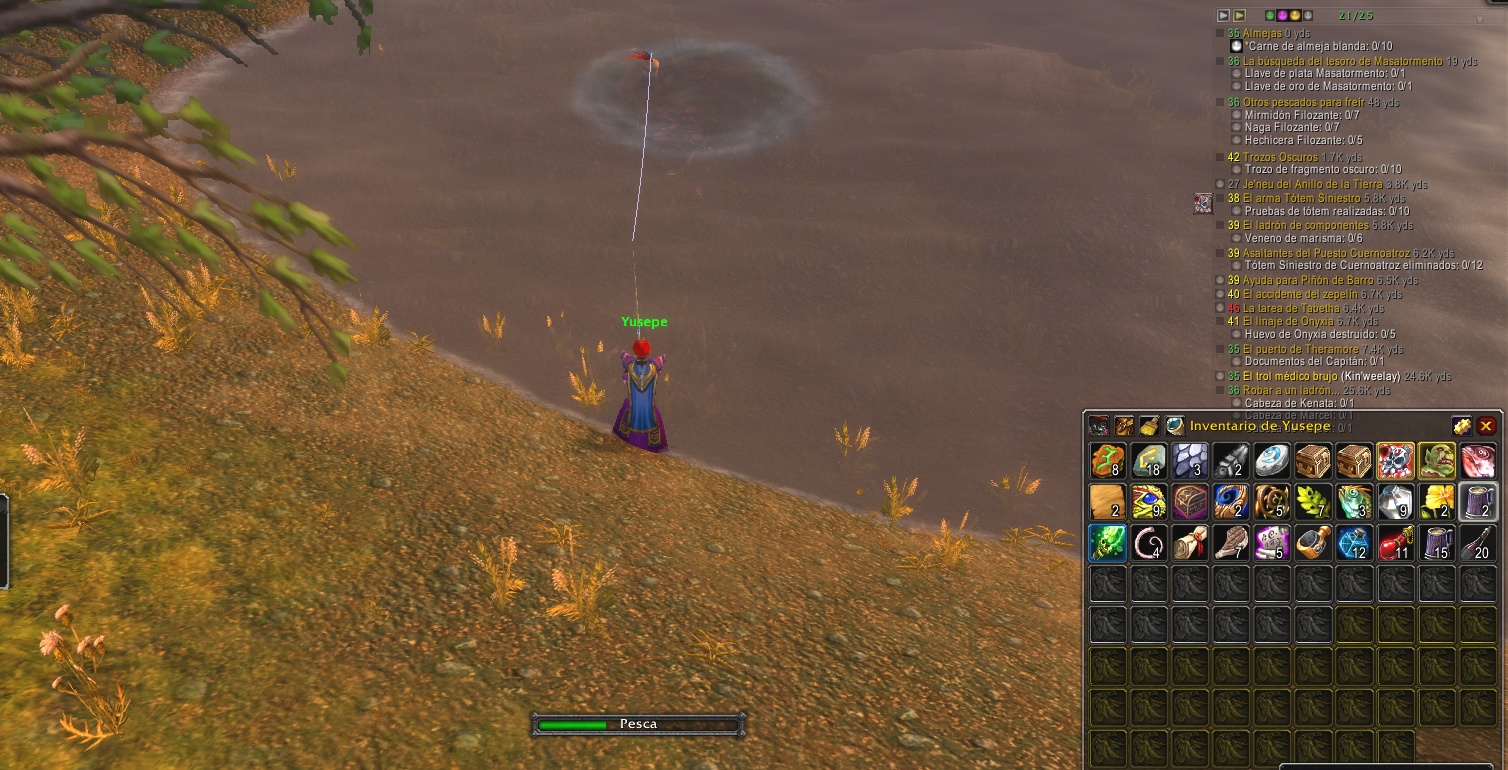 21/25
35 Almejas 0 yds
*Carne de almeja blanda: 0/10
36 La búsqueda del tesoro de Masatormento 19 yds
Llave de plata Masatormento: 0/1
Llave de oro de Masatormento: 0/1
36 Otros pescados para freír 48 yds
Mirmidón Filozante: 0/7
Naga Filozante: 0/7
Hechicera Filozante: 0/5
42 Trozos Oscuros 1.7K yds
Trozo de fragmento oscuro: 0/10
27 Je'neu del Anillo de la Tierra 3.8K yds
38 El arma Tótem Siniestro 5.8K yds
Pruebas de tótem realizadas: 0/10
39 El ladrón de componentes 5.8K yds
Veneno de marisma: 0/6
39 Asaltantes del Puesto Cuernoatroz 6.2K yds
Tótem Siniestro de Cuernoatroz eliminados: 0/12
39 Ayuda para Piñón de Barro 6.5K yds
40 El accidente del zepelín 6.7K yds
La tarea de Tabetha 6.4K yds
41 El linaje de Onyxia 6.7K yds
Huevo de Onyxia destruido: 0/5
35 El puerto de Theramore 7.4K yds
Documentos del Capitán: 0/1
35 El trol médico brujo (Kin'weelay) 24.6K yds
36 Robar a un ladrón... 25.6K yds
Cabeza de Kenata: 0/1
Cabeza de Marcel: 0/1
: 0/1
Yusepe
Inventario de Yusepe
8 18 3 2
2 9 2 5 7 3 9 2 2
4 7 5 12 11 15 20
Pesca